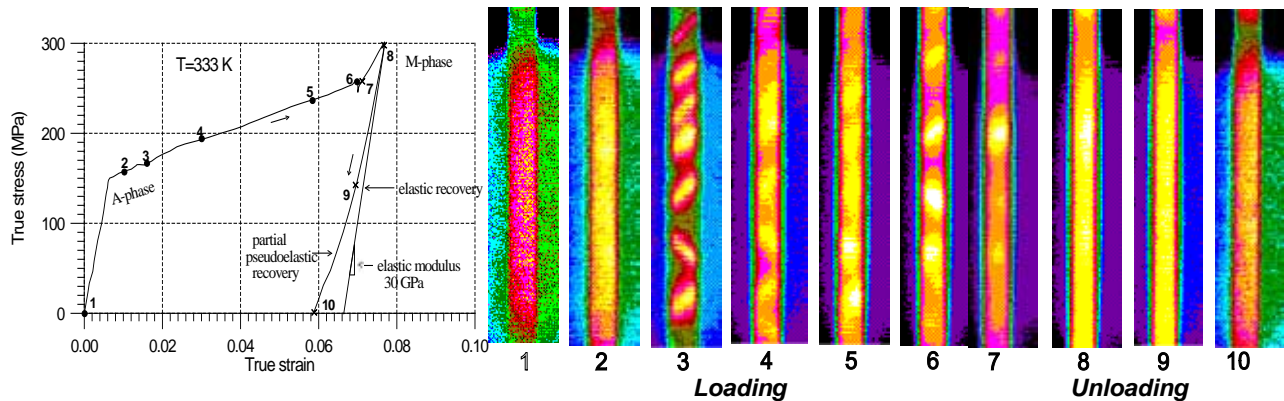 300
200
100
0
True stress (MPa)
T=333 K
M-phase
A-phase
1
2
3
4
5
6
7
8
9
10
elastic recovery
partial
pseudoelastic
recovery
elastic modulus
30 GPa
0.00
0.02
0.04
0.06
0.08
0.10
True strain
1 2 3 4 5 6 7 8 9 10
Loading Unloading